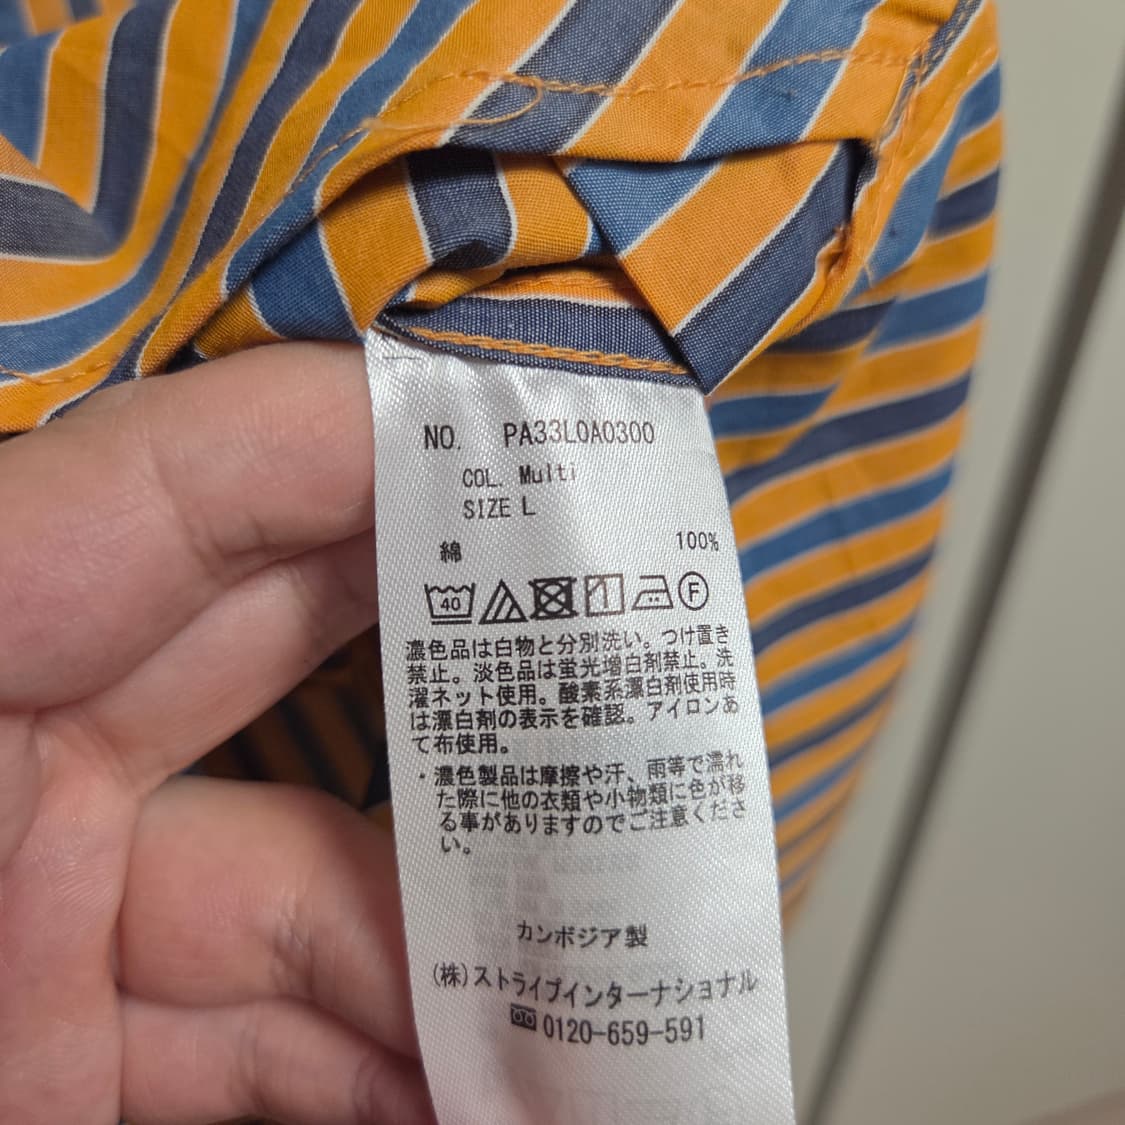 NO. PA33L0A0300
COL. Multi
SIZE L
綿 100%
40 F
濃色品は白物と分別洗い。つけ置き
禁止。淡色品は蛍光増白剤禁止。洗
濯ネット使用。酸素系漂白剤使用時
は漂白剤の表示を確認。アイロンあ
て布使用。
・濃色製品は摩擦や汗、雨等で濡れ
た際に他の衣類や小物類に色が移
る事がありますのでご注意くださ
い。
カンボジア製
(株)ストライプインターナショナル
0120-659-591